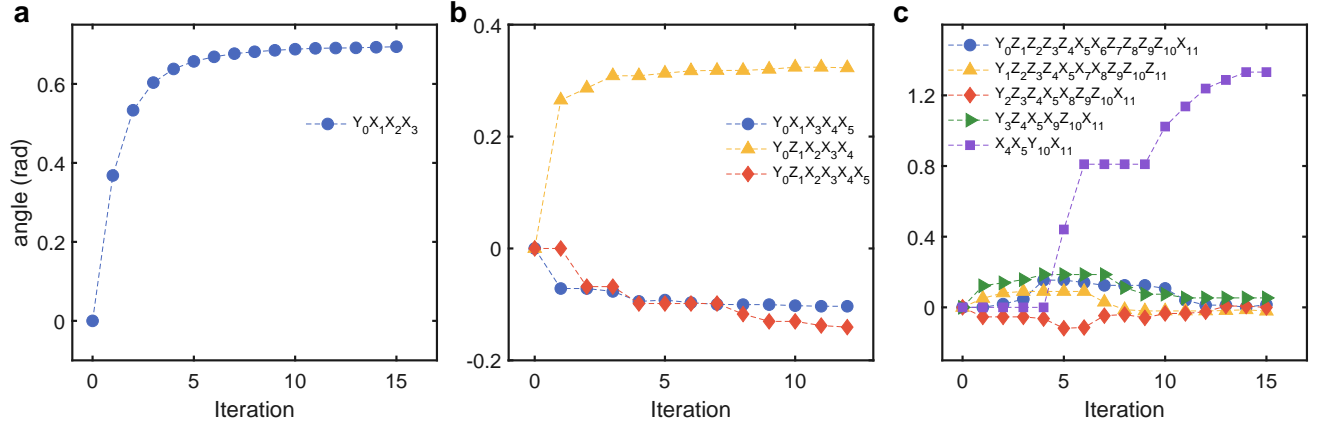 a
b
c
angle (rad)
0.6
0.4
0.2
0
0
5
10
15
Iteration
Y₀X₁X₂X₃
0.4
0.2
0
-0.2
0
5
10
Iteration
Y₀X₁X₃X₄X₅
Y₀Z₁X₂X₃X₄
Y₀Z₁X₂X₃X₄X₅
1.2
0.8
0.4
0
0
5
10
15
Iteration
Y₀Z₁Z₂Z₃Z₄X₅X₆Z₇Z₈Z₉Z₁₀X₁₁
Y₁Z₂Z₃Z₄X₅X₇X₈Z₉Z₁₀Z₁₁
Y₂Z₃Z₄X₅X₈Z₉Z₁₀X₁₁
Y₃Z₄X₅X₉Z₁₀X₁₁
X₄X₅Y₁₀X₁₁